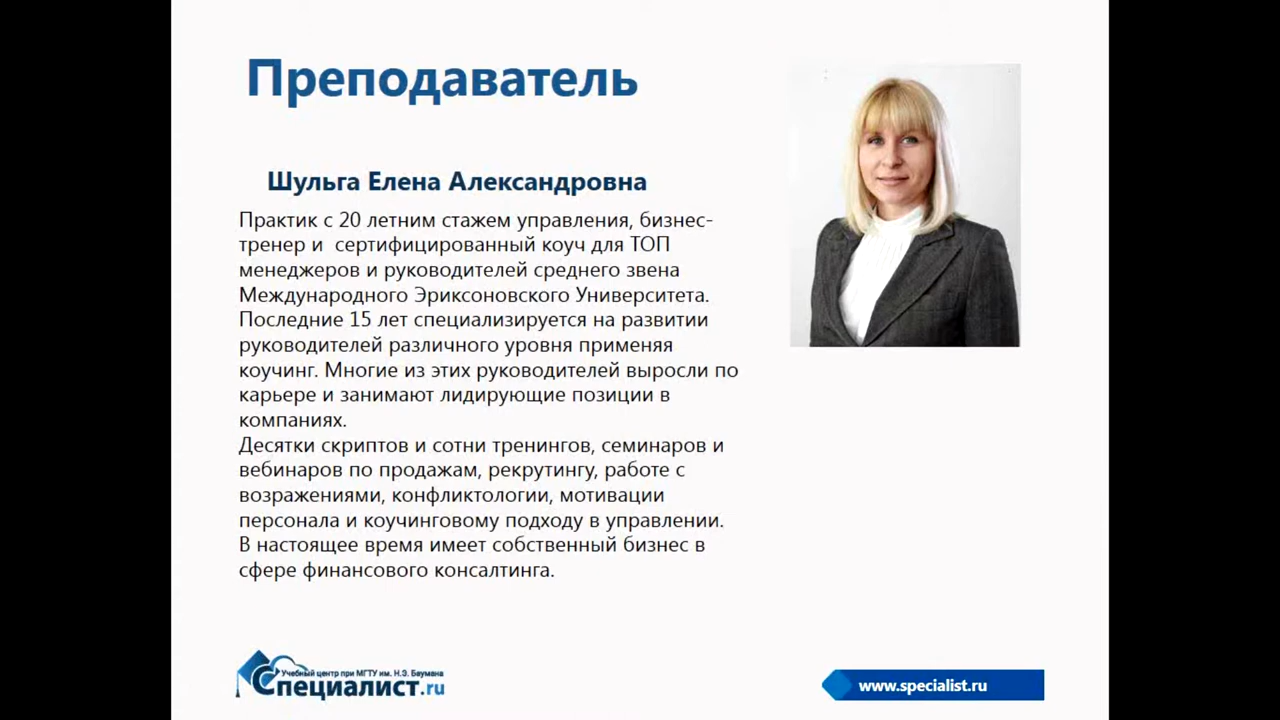 Преподаватель
Шульга Елена Александровна
Практик с 20 летним стажем управления, бизнес-
тренер и сертифицированный коуч для ТОП
менеджеров и руководителей среднего звена
Международного Эриксоновского Университета.
Последние 15 лет специализируется на развитии
руководителей различного уровня применяя
коучинг. Многие из этих руководителей выросли по
карьере и занимают лидирующие позиции в
компаниях.
Десятки скриптов и сотни тренингов, семинаров и
вебинаров по продажам, рекрутингу, работе с
возражениями, конфликтологии, мотивации
персонала и коучинговому подходу в управлении.
В настоящее время имеет собственный бизнес в
сфере финансового консалтинга.
Учебный центр при МГТУ им. Н.Э. Баумана
Специалист.ru
www.specialist.ru